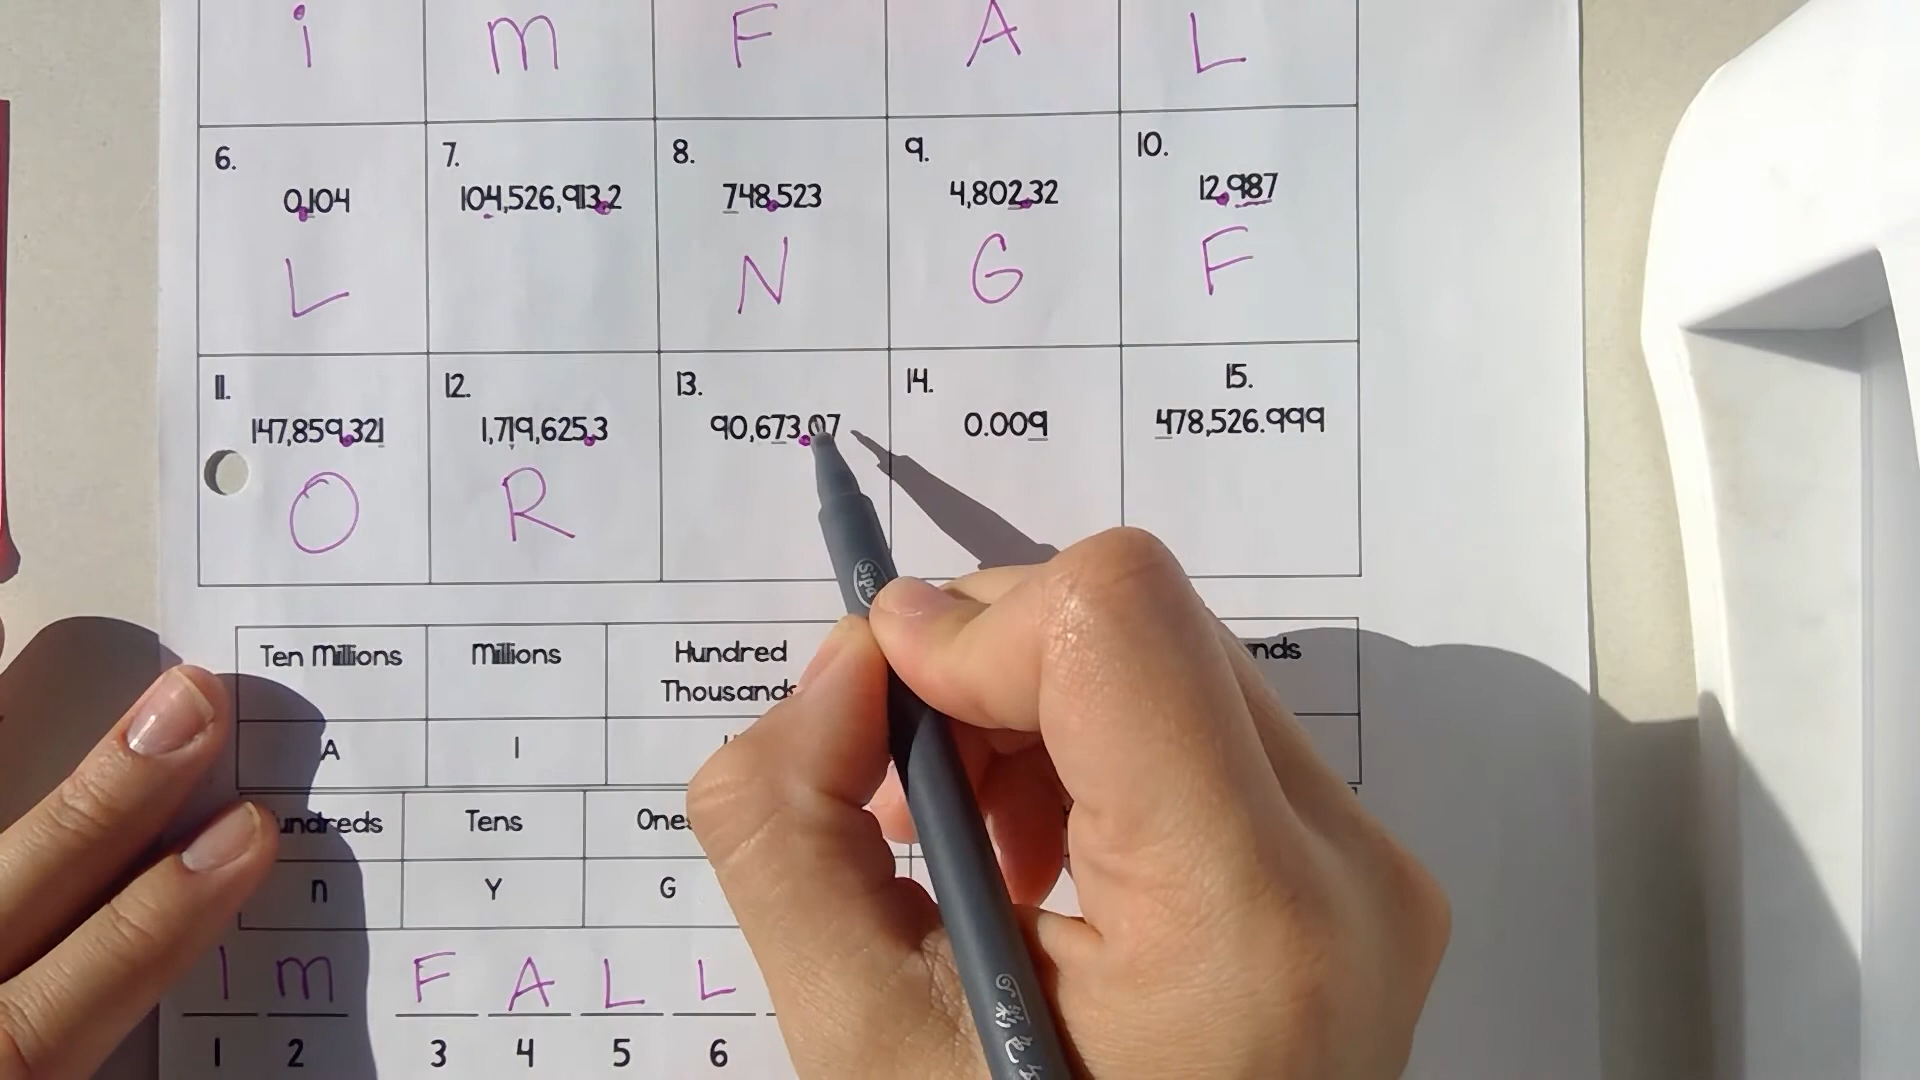 i m F A L
6. 7. 8. 9. 10.
0.104 104,526,913.2 748.523 4,802.32 12.987
L N G F
11. 12. 13. 14. 15.
147,859.321 1,719,625.3 90,673.07 0.009 478,526.999
O R
Ten Millions Millions Hundred
Thousands
A I
Tens Ones
n Y G
I m F A L L
1 2 3 4 5 6